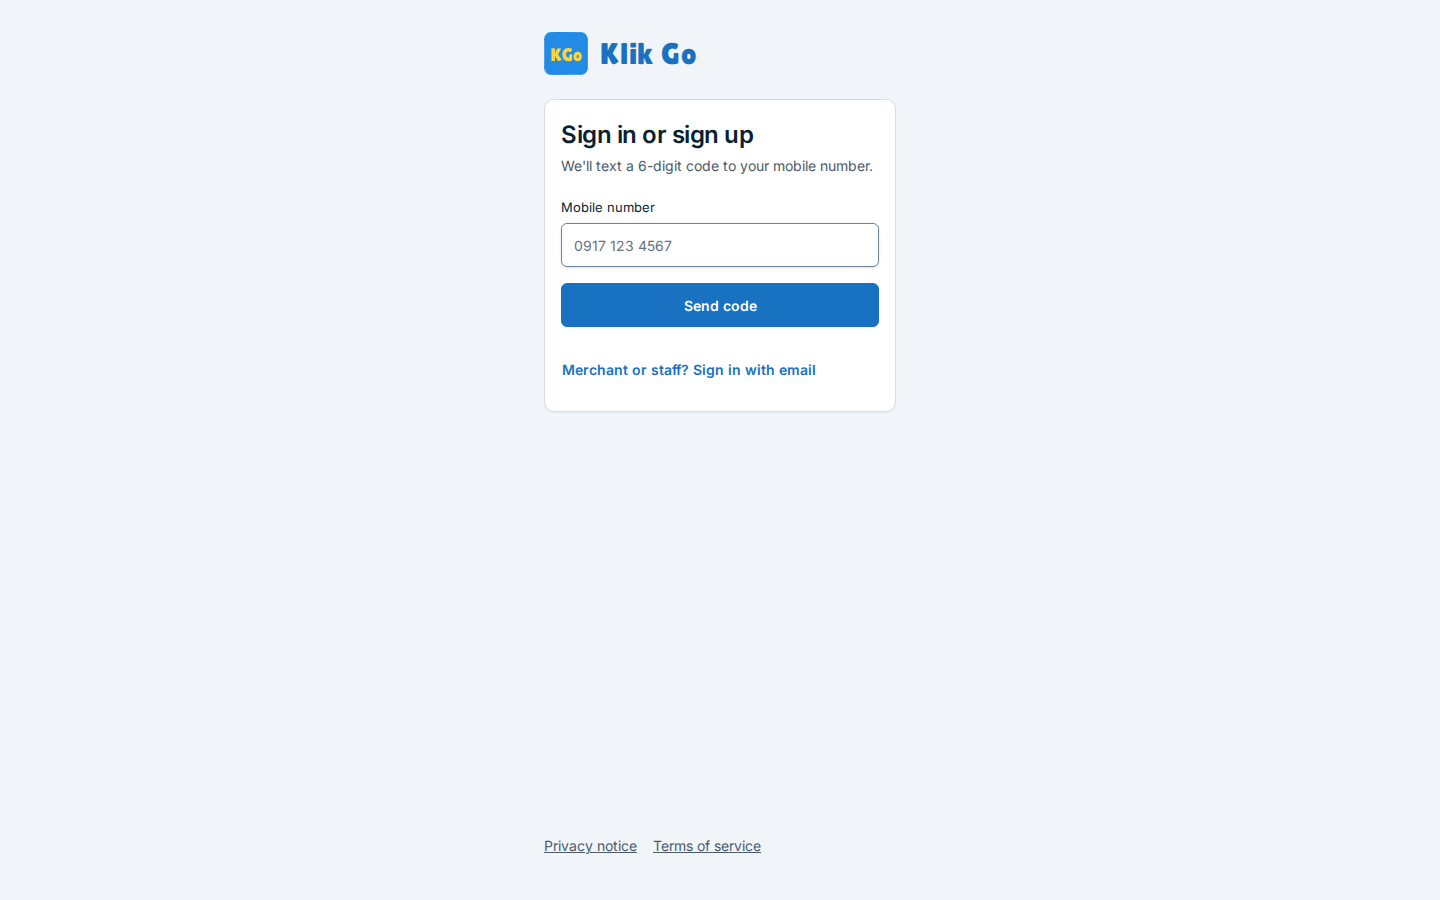 KGo Klik Go
Sign in or sign up
We'll text a 6-digit code to your mobile number.
Mobile number
0917 123 4567
Send code
Merchant or staff? Sign in with email
Privacy notice Terms of service